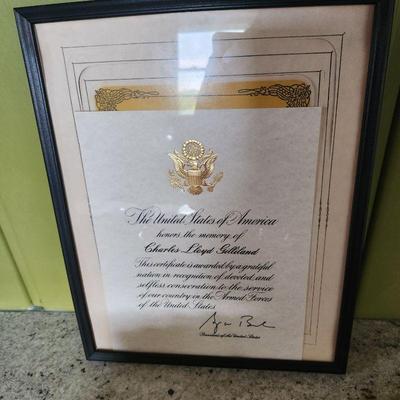 The United States of America
honors the memory of
Charles Lloyd Gilliland
This certificate is awarded by a grateful
nation in recognition of devoted and
selfless consecration to the service
of our country in the Armed Forces
of the United States.
President of the United States